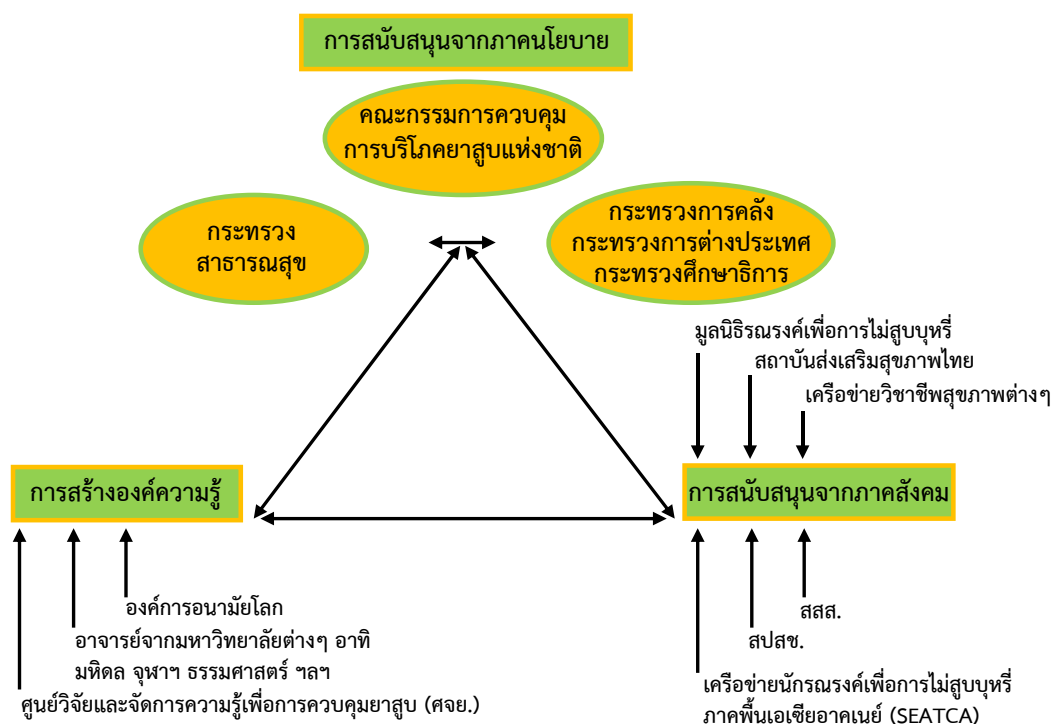 การสนับสนุนจากภาคนโยบาย
คณะกรรมการควบคุม
การบริโภคยาสูบแห่งชาติ
กระทรวง
สาธารณสุข
กระทรวงการคลัง
กระทรวงการต่างประเทศ
กระทรวงศึกษาธิการ
มูลนิธิรณรงค์เพื่อการไม่สูบบุหรี่
สถาบันส่งเสริมสุขภาพไทย
เครือข่ายวิชาชีพสุขภาพต่างๆ
การสร้างองค์ความรู้
การสนับสนุนจากภาคสังคม
องค์การอนามัยโลก
อาจารย์จากมหาวิทยาลัยต่างๆ อาทิ
มหิดล จุฬาฯ ธรรมศาสตร์ ฯลฯ
ศูนย์วิจัยและจัดการความรู้เพื่อการควบคุมยาสูบ (ศจย.)
สสส.
สปสช.
เครือข่ายนักรณรงค์เพื่อการไม่สูบบุหรี่
ภาคพื้นเอเซียอาคเนย์ (SEATCA)